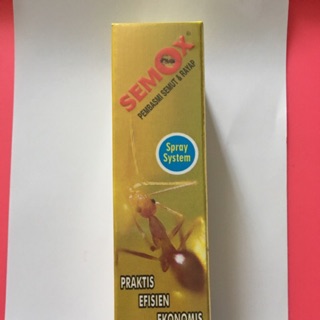 SEMOX®
PEMBASMI SEMUT & RAYAP
Spray
System
PRAKTIS
EFISIEN
EKONOMIS